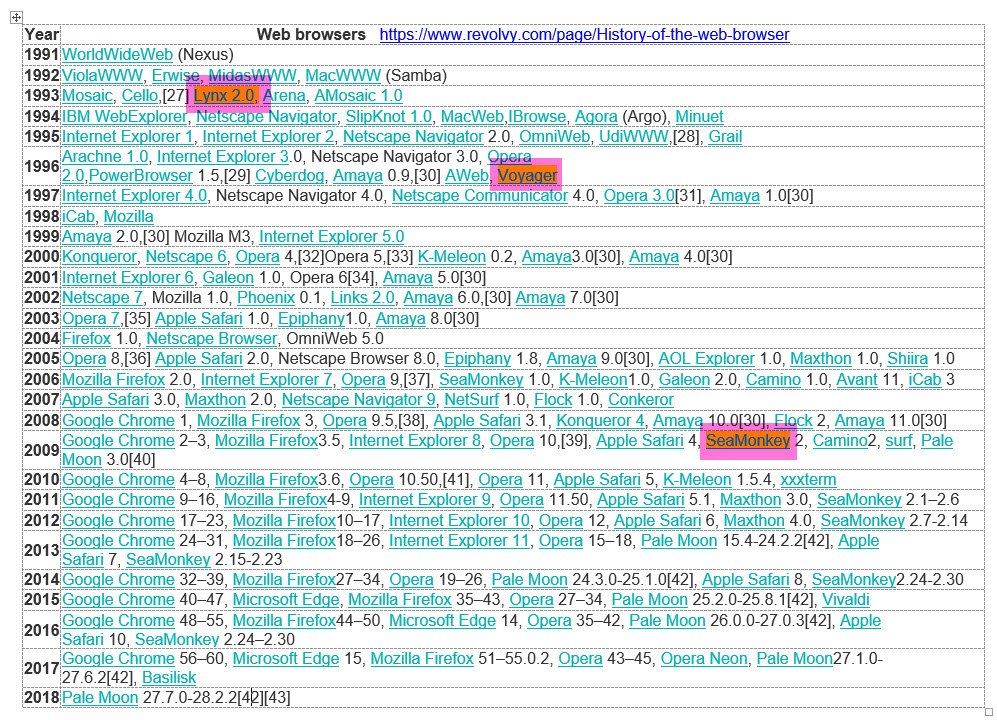 Year Web browsers https://www.revolvy.com/page/History-of-the-web-browser
1991 WorldWideWeb (Nexus)
1992 ViolaWWW, Erwise, MidasWWW, MacWWW (Samba)
1993 Mosaic, Cello,[27] Lynx 2.0, Arena, AMosaic 1.0
1994 IBM WebExplorer, Netscape Navigator, SlipKnot 1.0, MacWeb,IBrowse, Agora (Argo), Minuet
1995 Internet Explorer 1, Internet Explorer 2, Netscape Navigator 2.0, OmniWeb, UdiWWW,[28], Grail
1996 Arachne 1.0, Internet Explorer 3.0, Netscape Navigator 3.0, Opera
2.0,PowerBrowser 1.5,[29] Cyberdog, Amaya 0.9,[30] AWeb, Voyager
1997 Internet Explorer 4.0, Netscape Navigator 4.0, Netscape Communicator 4.0, Opera 3.0[31], Amaya 1.0[30]
1998 iCab, Mozilla
1999 Amaya 2.0,[30] Mozilla M3, Internet Explorer 5.0
2000 Konqueror, Netscape 6, Opera 4,[32]Opera 5,[33] K-Meleon 0.2, Amaya3.0[30], Amaya 4.0[30]
2001 Internet Explorer 6, Galeon 1.0, Opera 6[34], Amaya 5.0[30]
2002 Netscape 7, Mozilla 1.0, Phoenix 0.1, Links 2.0, Amaya 6.0,[30] Amaya 7.0[30]
2003 Opera 7,[35] Apple Safari 1.0, Epiphany1.0, Amaya 8.0[30]
2004 Firefox 1.0, Netscape Browser, OmniWeb 5.0
2005 Opera 8,[36] Apple Safari 2.0, Netscape Browser 8.0, Epiphany 1.8, Amaya 9.0[30], AOL Explorer 1.0, Maxthon 1.0, Shiira 1.0
2006 Mozilla Firefox 2.0, Internet Explorer 7, Opera 9,[37], SeaMonkey 1.0, K-Meleon1.0, Galeon 2.0, Camino 1.0, Avant 11, iCab 3
2007 Apple Safari 3.0, Maxthon 2.0, Netscape Navigator 9, NetSurf 1.0, Flock 1.0, Conkeror
2008 Google Chrome 1, Mozilla Firefox 3, Opera 9.5,[38], Apple Safari 3.1, Konqueror 4, Amaya 10.0[30], Flock 2, Amaya 11.0[30]
2009 Google Chrome 2–3, Mozilla Firefox3.5, Internet Explorer 8, Opera 10,[39], Apple Safari 4, SeaMonkey 2, Camino2, surf, Pale
Moon 3.0[40]
2010 Google Chrome 4–8, Mozilla Firefox3.6, Opera 10.50,[41], Opera 11, Apple Safari 5, K-Meleon 1.5.4, xxxterm
2011 Google Chrome 9–16, Mozilla Firefox4-9, Internet Explorer 9, Opera 11.50, Apple Safari 5.1, Maxthon 3.0, SeaMonkey 2.1–2.6
2012 Google Chrome 17–23, Mozilla Firefox10–17, Internet Explorer 10, Opera 12, Apple Safari 6, Maxthon 4.0, SeaMonkey 2.7-2.14
2013 Google Chrome 24–31, Mozilla Firefox18–26, Internet Explorer 11, Opera 15–18, Pale Moon 15.4-24.2.2[42], Apple
Safari 7, SeaMonkey 2.15-2.23
2014 Google Chrome 32–39, Mozilla Firefox27–34, Opera 19–26, Pale Moon 24.3.0-25.1.0[42], Apple Safari 8, SeaMonkey2.24-2.30
2015 Google Chrome 40–47, Microsoft Edge, Mozilla Firefox 35–43, Opera 27–34, Pale Moon 25.2.0-25.8.1[42], Vivaldi
2016 Google Chrome 48–55, Mozilla Firefox44–50, Microsoft Edge 14, Opera 35–42, Pale Moon 26.0.0-27.0.3[42], Apple
Safari 10, SeaMonkey 2.24–2.30
2017 Google Chrome 56–60, Microsoft Edge 15, Mozilla Firefox 51–55.0.2, Opera 43–45, Opera Neon, Pale Moon27.1.0-
27.6.2[42], Basilisk
2018 Pale Moon 27.7.0-28.2.2[42][43]